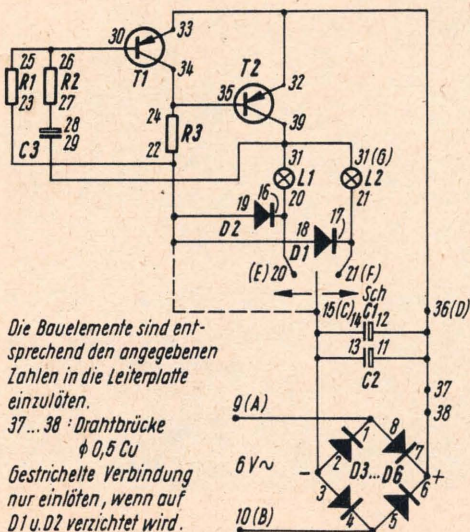 30
33
T1
34
25
26
R1
R2
23
27
28
29
C3
24
R3
22
T2
35
32
39
31
L1
20
31(G)
L2
21
19
16
D2
18
17
D1
(E) 20
21(F)
Sch
15(C)
C1
14
12
13
11
C2
36(D)
37
38
Die Bauelemente sind ent-
sprechend den angegebenen
Zahlen in die Leiterplatte
einzulöten.
37...38 : Drahtbrücke
ϕ 0,5 Cu
Gestrichelte Verbindung
nur einlöten, wenn auf
D1 u. D2 verzichtet wird.
9(A)
6V~
10(B)
1
8
2
7
D3...D6
-
+
3
6
4
5